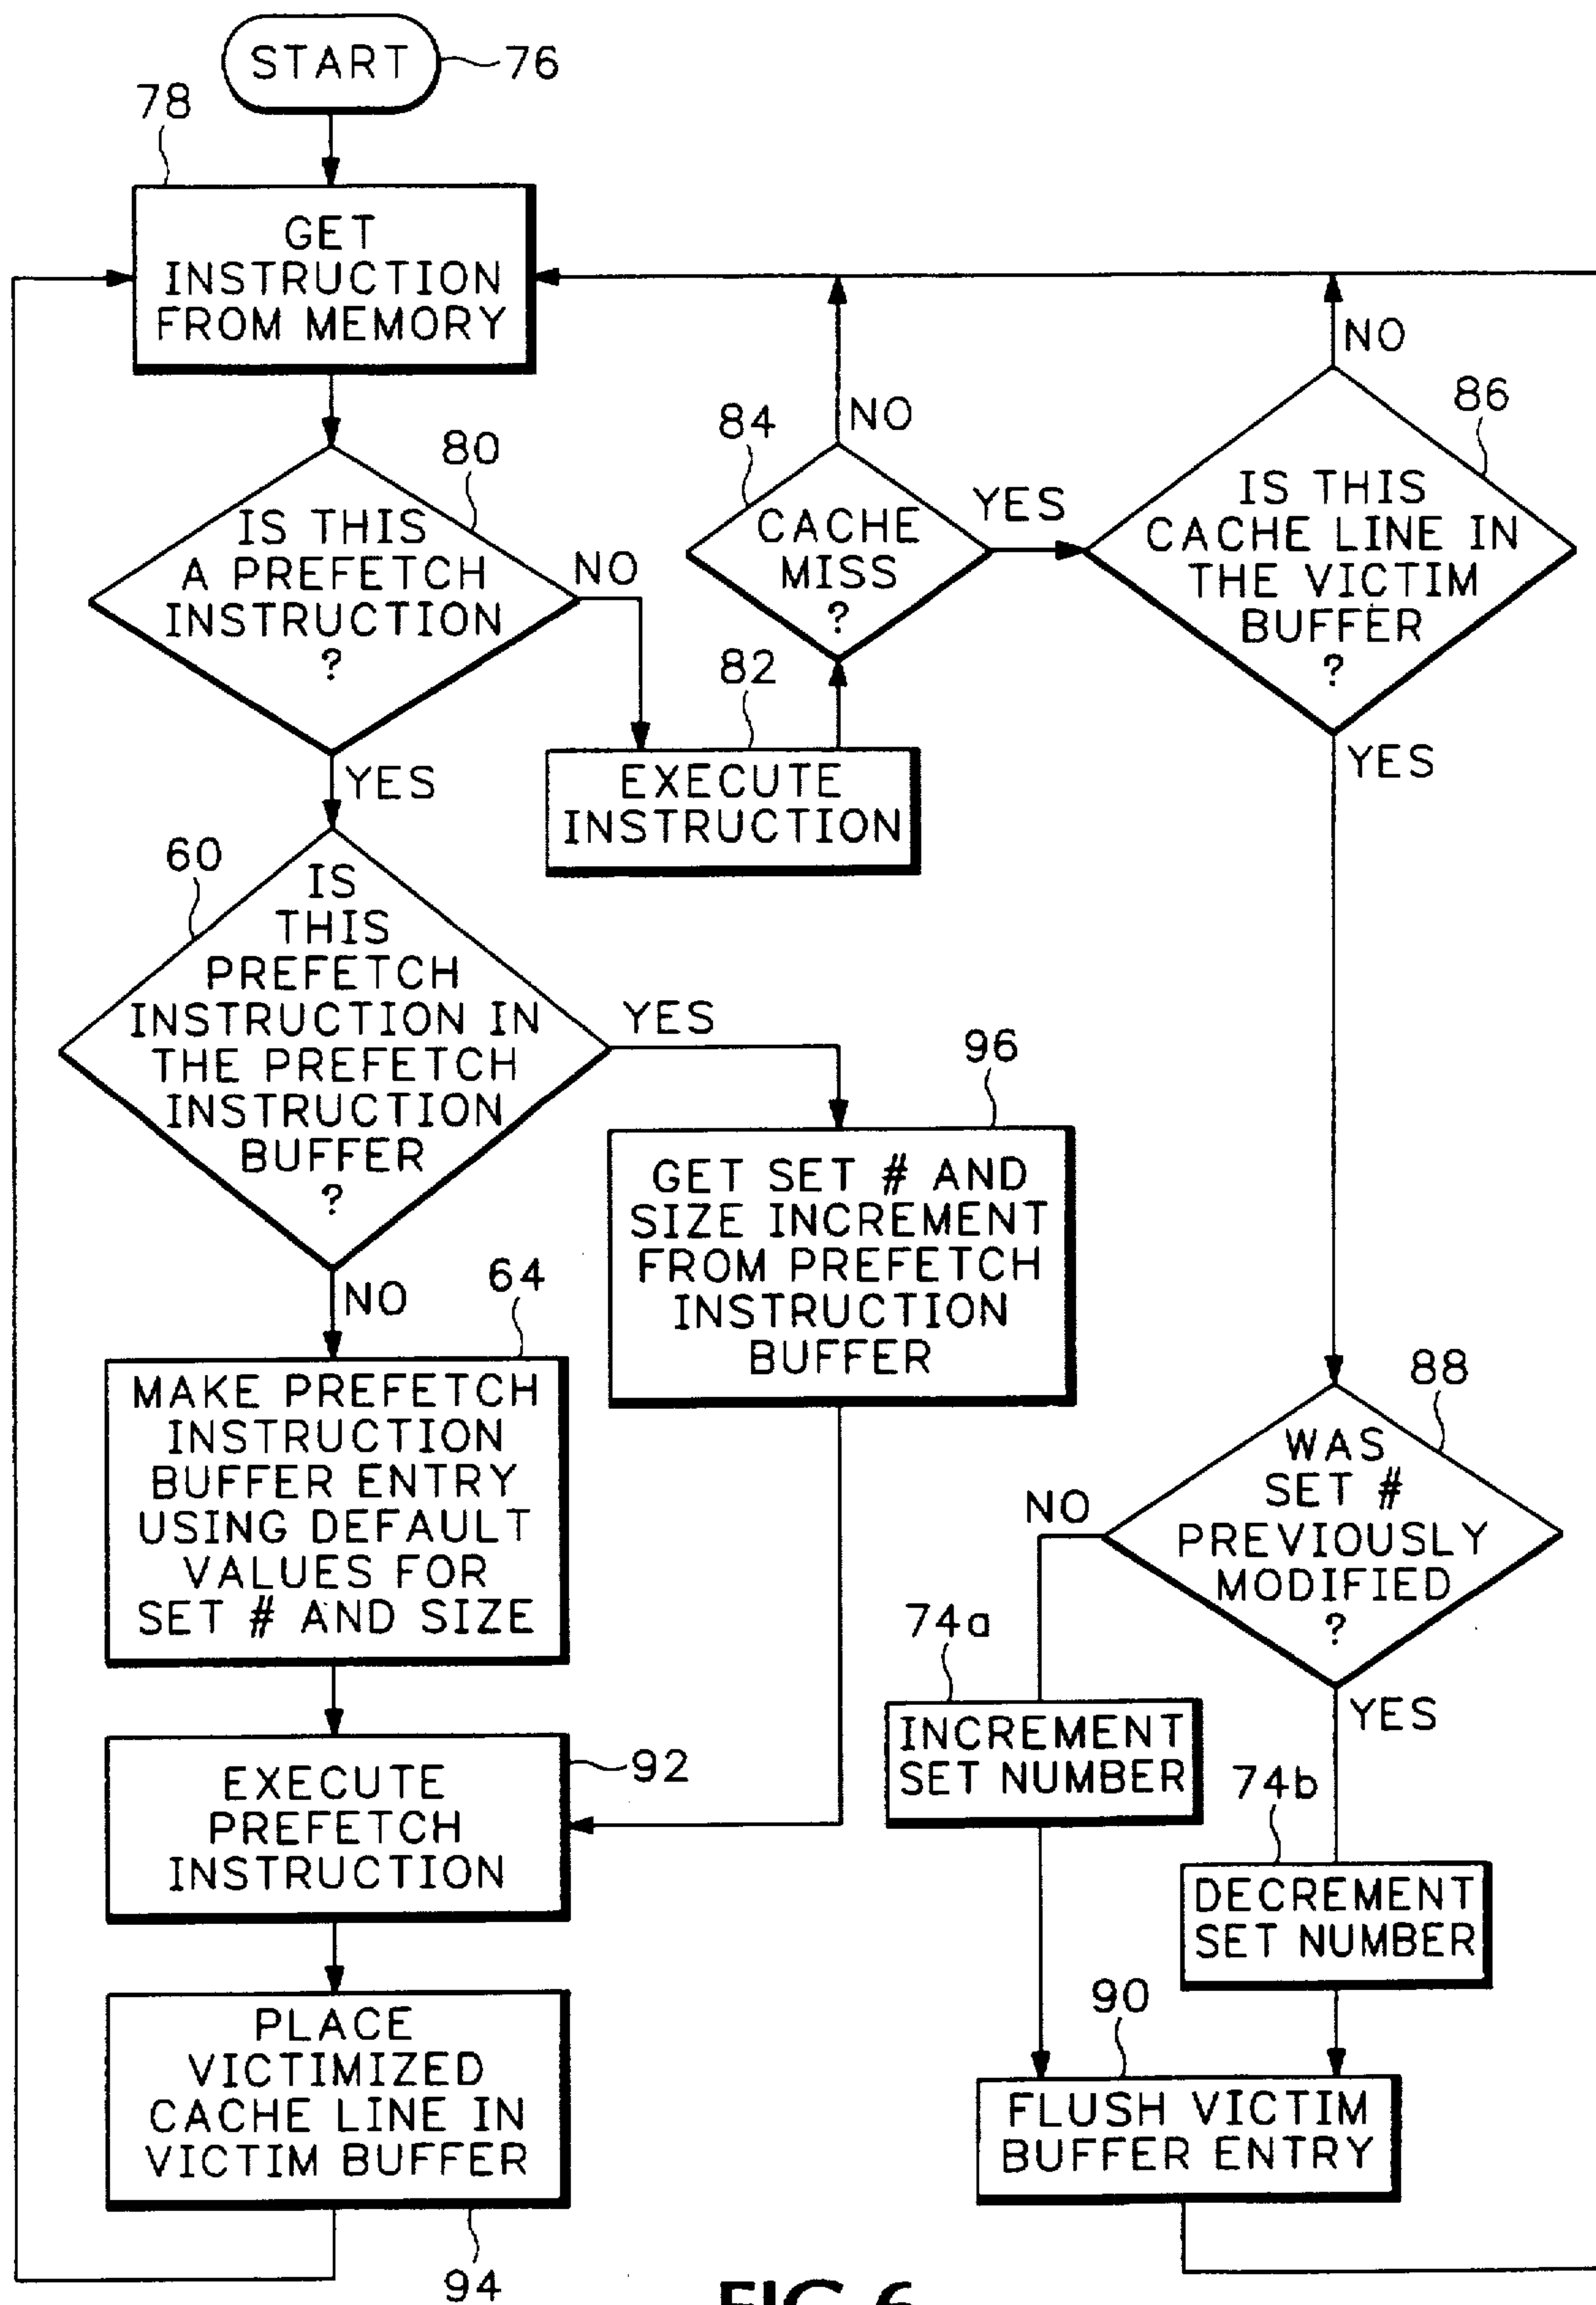 START
76
78
GET
INSTRUCTION
FROM MEMORY
80
IS THIS
A PREFETCH
INSTRUCTION
?
NO
YES
82
EXECUTE
INSTRUCTION
84
CACHE
MISS
?
NO
YES
86
IS THIS
CACHE LINE IN
THE VICTIM
BUFFER
?
NO
YES
60
IS
THIS
PREFETCH
INSTRUCTION IN
THE PREFETCH
INSTRUCTION
BUFFER
?
YES
NO
96
GET SET # AND
SIZE INCREMENT
FROM PREFETCH
INSTRUCTION
BUFFER
64
MAKE PREFETCH
INSTRUCTION
BUFFER ENTRY
USING DEFAULT
VALUES FOR
SET # AND SIZE
88
WAS
SET #
PREVIOUSLY
MODIFIED
?
NO
YES
74a
INCREMENT
SET NUMBER
74b
DECREMENT
SET NUMBER
92
EXECUTE
PREFETCH
INSTRUCTION
90
FLUSH VICTIM
BUFFER ENTRY
PLACE
VICTIMIZED
CACHE LINE IN
VICTIM BUFFER
94
FIG.6